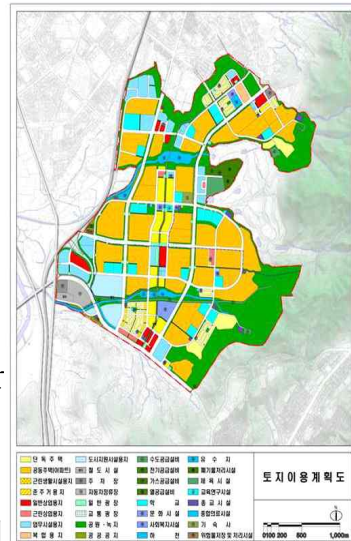 단 독 주 택
공동주택(아파트)
근린생활시설용지
준 주 거 용 지
일반상업용지
근린상업용지
업무시설용지
복 합 용 지
도시지원시설용지
철 도 시 설
주 차 장
자동차정류장
일 반 광 장
교 통 광 장
공원·녹지
공 공 공 지
수도공급설비
전기공급설비
가스공급설비
열공급설비
학 교
문 화 시 설
사회복지시설
하 천
유 수 지
폐기물처리시설
체 육 시 설
교육연구시설
종 교 시 설
종합의료시설
기 숙 사
위험물저장 및 처리시설
토지이용계획도
0 100 300 600 1,000m